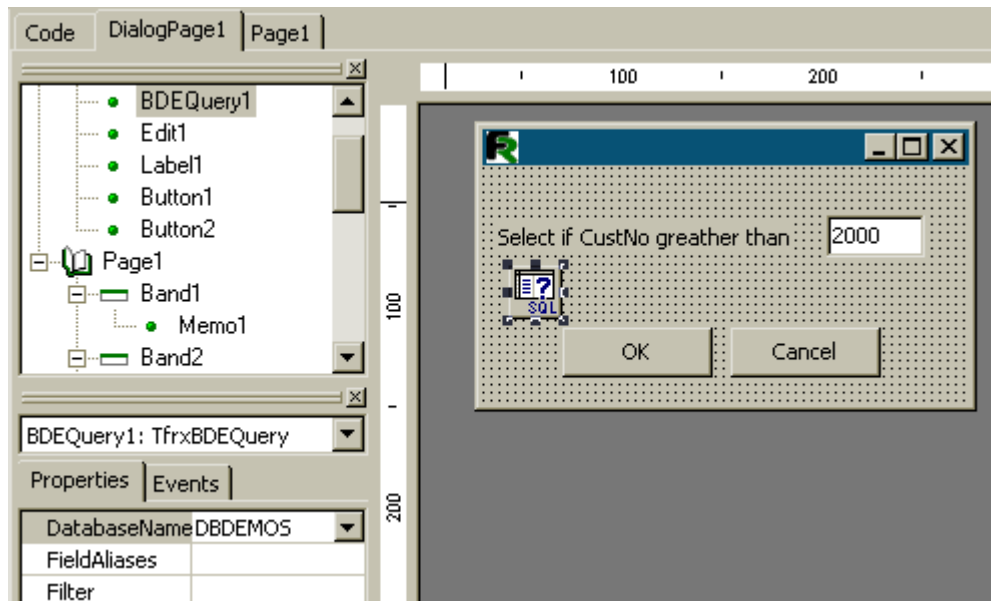 Code DialogPage1 Page1
BDEQuery1
Edit1
Label1
Button1
Button2
Page1
Band1
Memo1
Band2
BDEQuery1: TfrxBDEQuery
Properties Events
DatabaseName DBDEMOS
FieldAliases
Filter
100 200
100
200
FR
Select if CustNo greather than 2000
?
SQL
OK Cancel